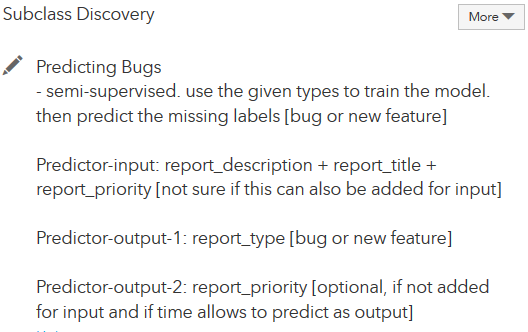 Subclass Discovery
More
Predicting Bugs
- semi-supervised. use the given types to train the model.
then predict the missing labels [bug or new feature]
Predictor-input: report_description + report_title +
report_priority [not sure if this can also be added for input]
Predictor-output-1: report_type [bug or new feature]
Predictor-output-2: report_priority [optional, if not added
for input and if time allows to predict as output]